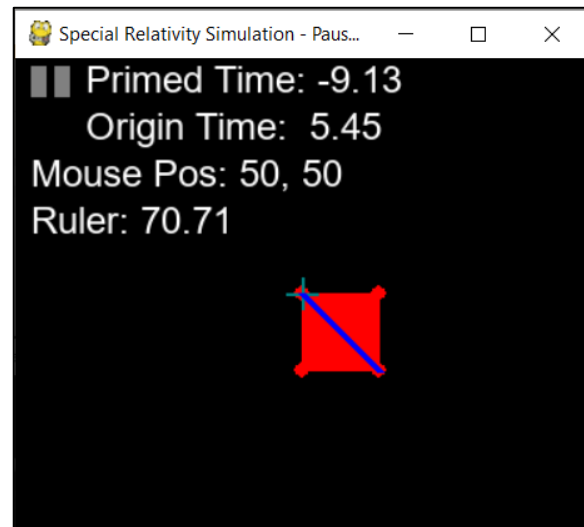 Special Relativity Simulation - Paus...
Primed Time: -9.13
Origin Time: 5.45
Mouse Pos: 50, 50
Ruler: 70.71